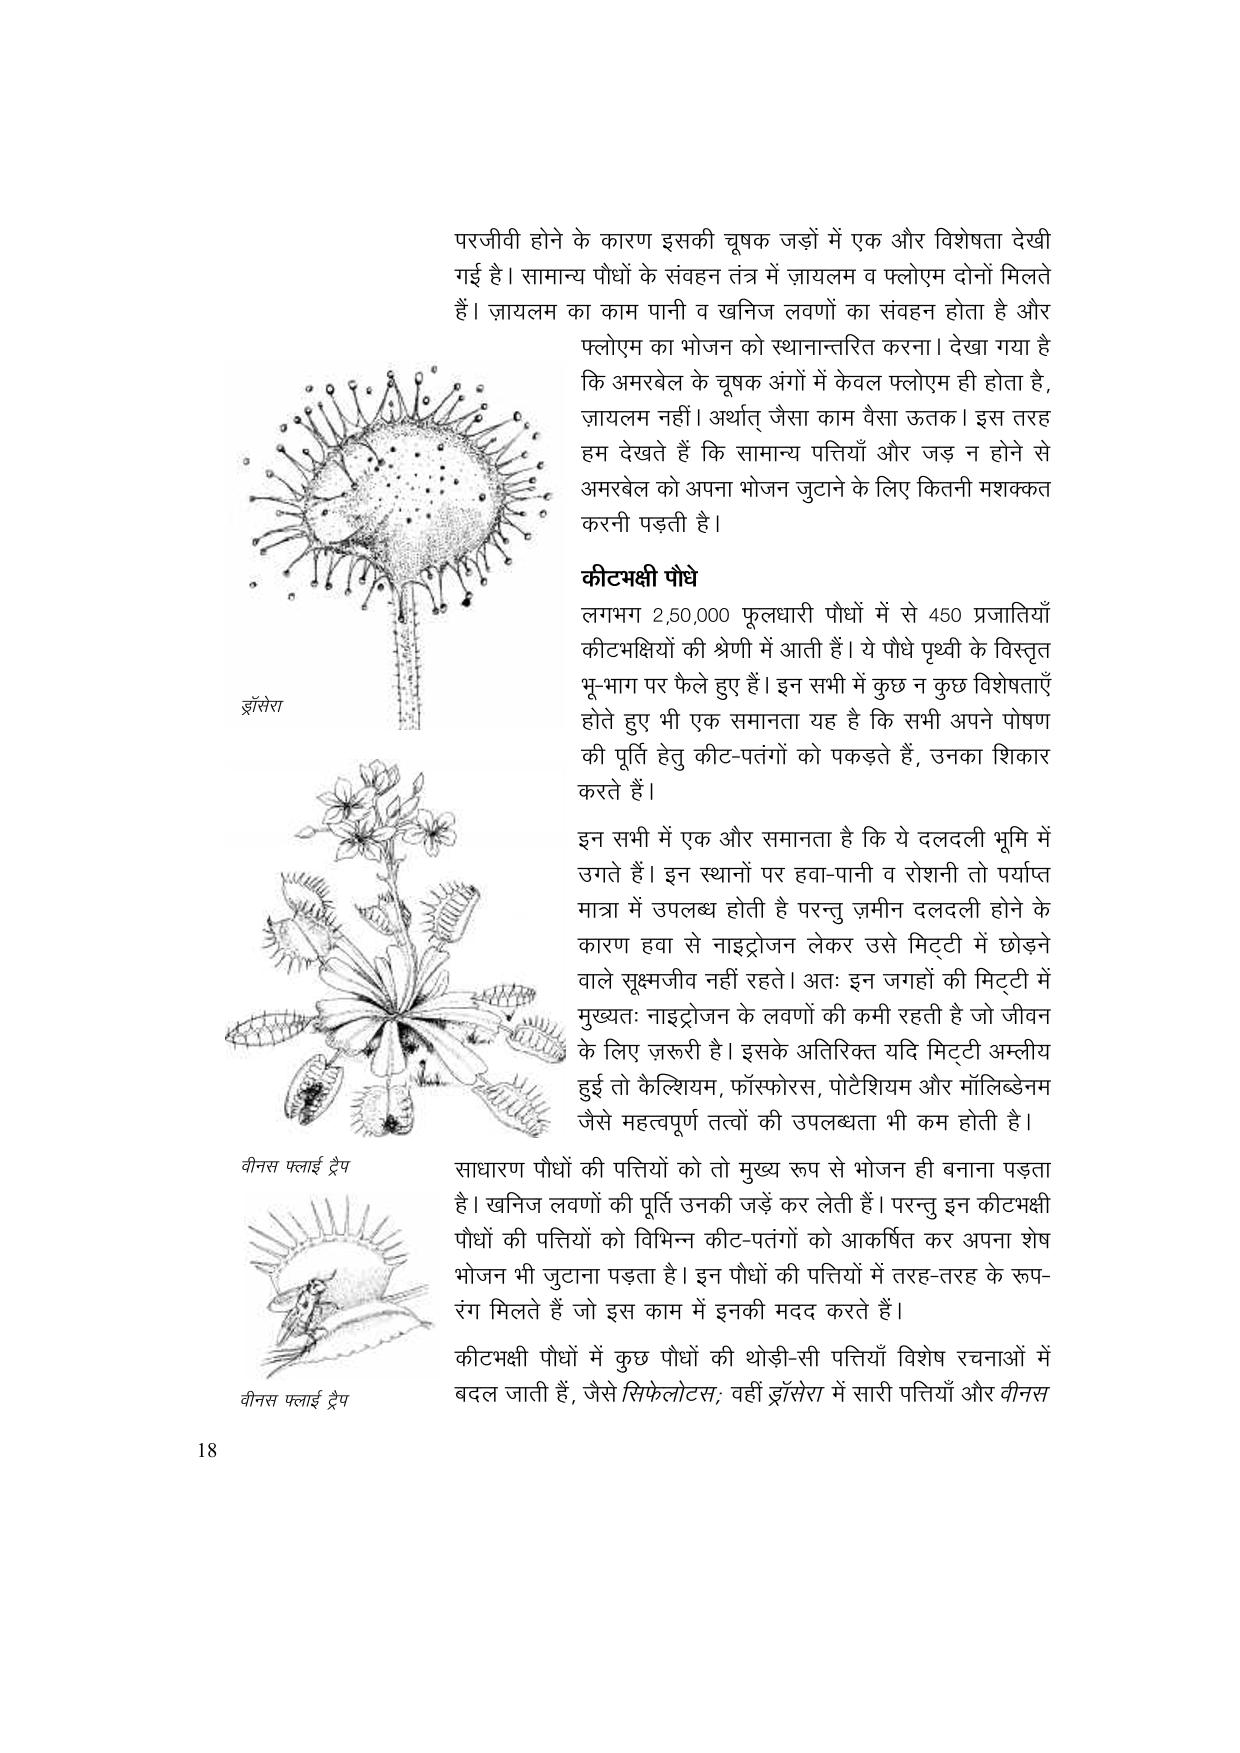 परजीवी होने के कारण इसकी चूषक जड़ों में एक और विशेषता देखी
गई है। सामान्य पौधों के संवहन तंत्र में ज़ायलम व फ्लोएम दोनों मिलते
हैं। ज़ायलम का काम पानी व खनिज लवणों का संवहन होता है और
फ्लोएम का भोजन को स्थानान्तरित करना। देखा गया है
कि अमरबेल के चूषक अंगों में केवल फ्लोएम ही होता है,
ज़ायलम नहीं। अर्थात् जैसा काम वैसा ऊतक। इस तरह
हम देखते हैं कि सामान्य पत्तियाँ और जड़ न होने से
अमरबेल को अपना भोजन जुटाने के लिए कितनी मशक्कत
करनी पड़ती है।
कीटभक्षी पौधे
लगभग 2,50,000 फूलधारी पौधों में से 450 प्रजातियाँ
कीटभक्षियों की श्रेणी में आती हैं। ये पौधे पृथ्वी के विस्तृत
भू-भाग पर फैले हुए हैं। इन सभी में कुछ न कुछ विशेषताएँ
होते हुए भी एक समानता यह है कि सभी अपने पोषण
की पूर्ति हेतु कीट-पतंगों को पकड़ते हैं, उनका शिकार
करते हैं।
ड्रॉसेरा
इन सभी में एक और समानता है कि ये दलदली भूमि में
उगते हैं। इन स्थानों पर हवा-पानी व रोशनी तो पर्याप्त
मात्रा में उपलब्ध होती है परन्तु ज़मीन दलदली होने के
कारण हवा से नाइट्रोजन लेकर उसे मिट्टी में छोड़ने
वाले सूक्ष्मजीव नहीं रहते। अतः इन जगहों की मिट्टी में
मुख्यतः नाइट्रोजन के लवणों की कमी रहती है जो जीवन
के लिए ज़रूरी है। इसके अतिरिक्त यदि मिट्टी अम्लीय
हुई तो कैल्शियम, फॉस्फोरस, पोटैशियम और मॉलिब्डेनम
जैसे महत्वपूर्ण तत्वों की उपलब्धता भी कम होती है।
वीनस फ्लाई ट्रैप
साधारण पौधों की पत्तियों को तो मुख्य रूप से भोजन ही बनाना पड़ता
है। खनिज लवणों की पूर्ति उनकी जड़ें कर लेती हैं। परन्तु इन कीटभक्षी
पौधों की पत्तियों को विभिन्न कीट-पतंगों को आकर्षित कर अपना शेष
भोजन भी जुटाना पड़ता है। इन पौधों की पत्तियों में तरह-तरह के रूप-
रंग मिलते हैं जो इस काम में इनकी मदद करते हैं।
कीटभक्षी पौधों में कुछ पौधों की थोड़ी-सी पत्तियाँ विशेष रचनाओं में
बदल जाती हैं, जैसे सिफेलोटस; वहीं ड्रॉसेरा में सारी पत्तियाँ और वीनस
वीनस फ्लाई ट्रैप
18